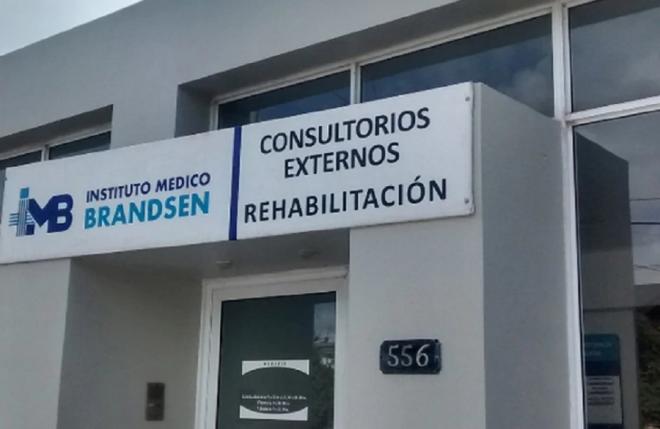 iMB
INSTITUTO MEDICO
BRANDSEN
CONSULTORIOS
EXTERNOS
REHABILITACIÓN
556